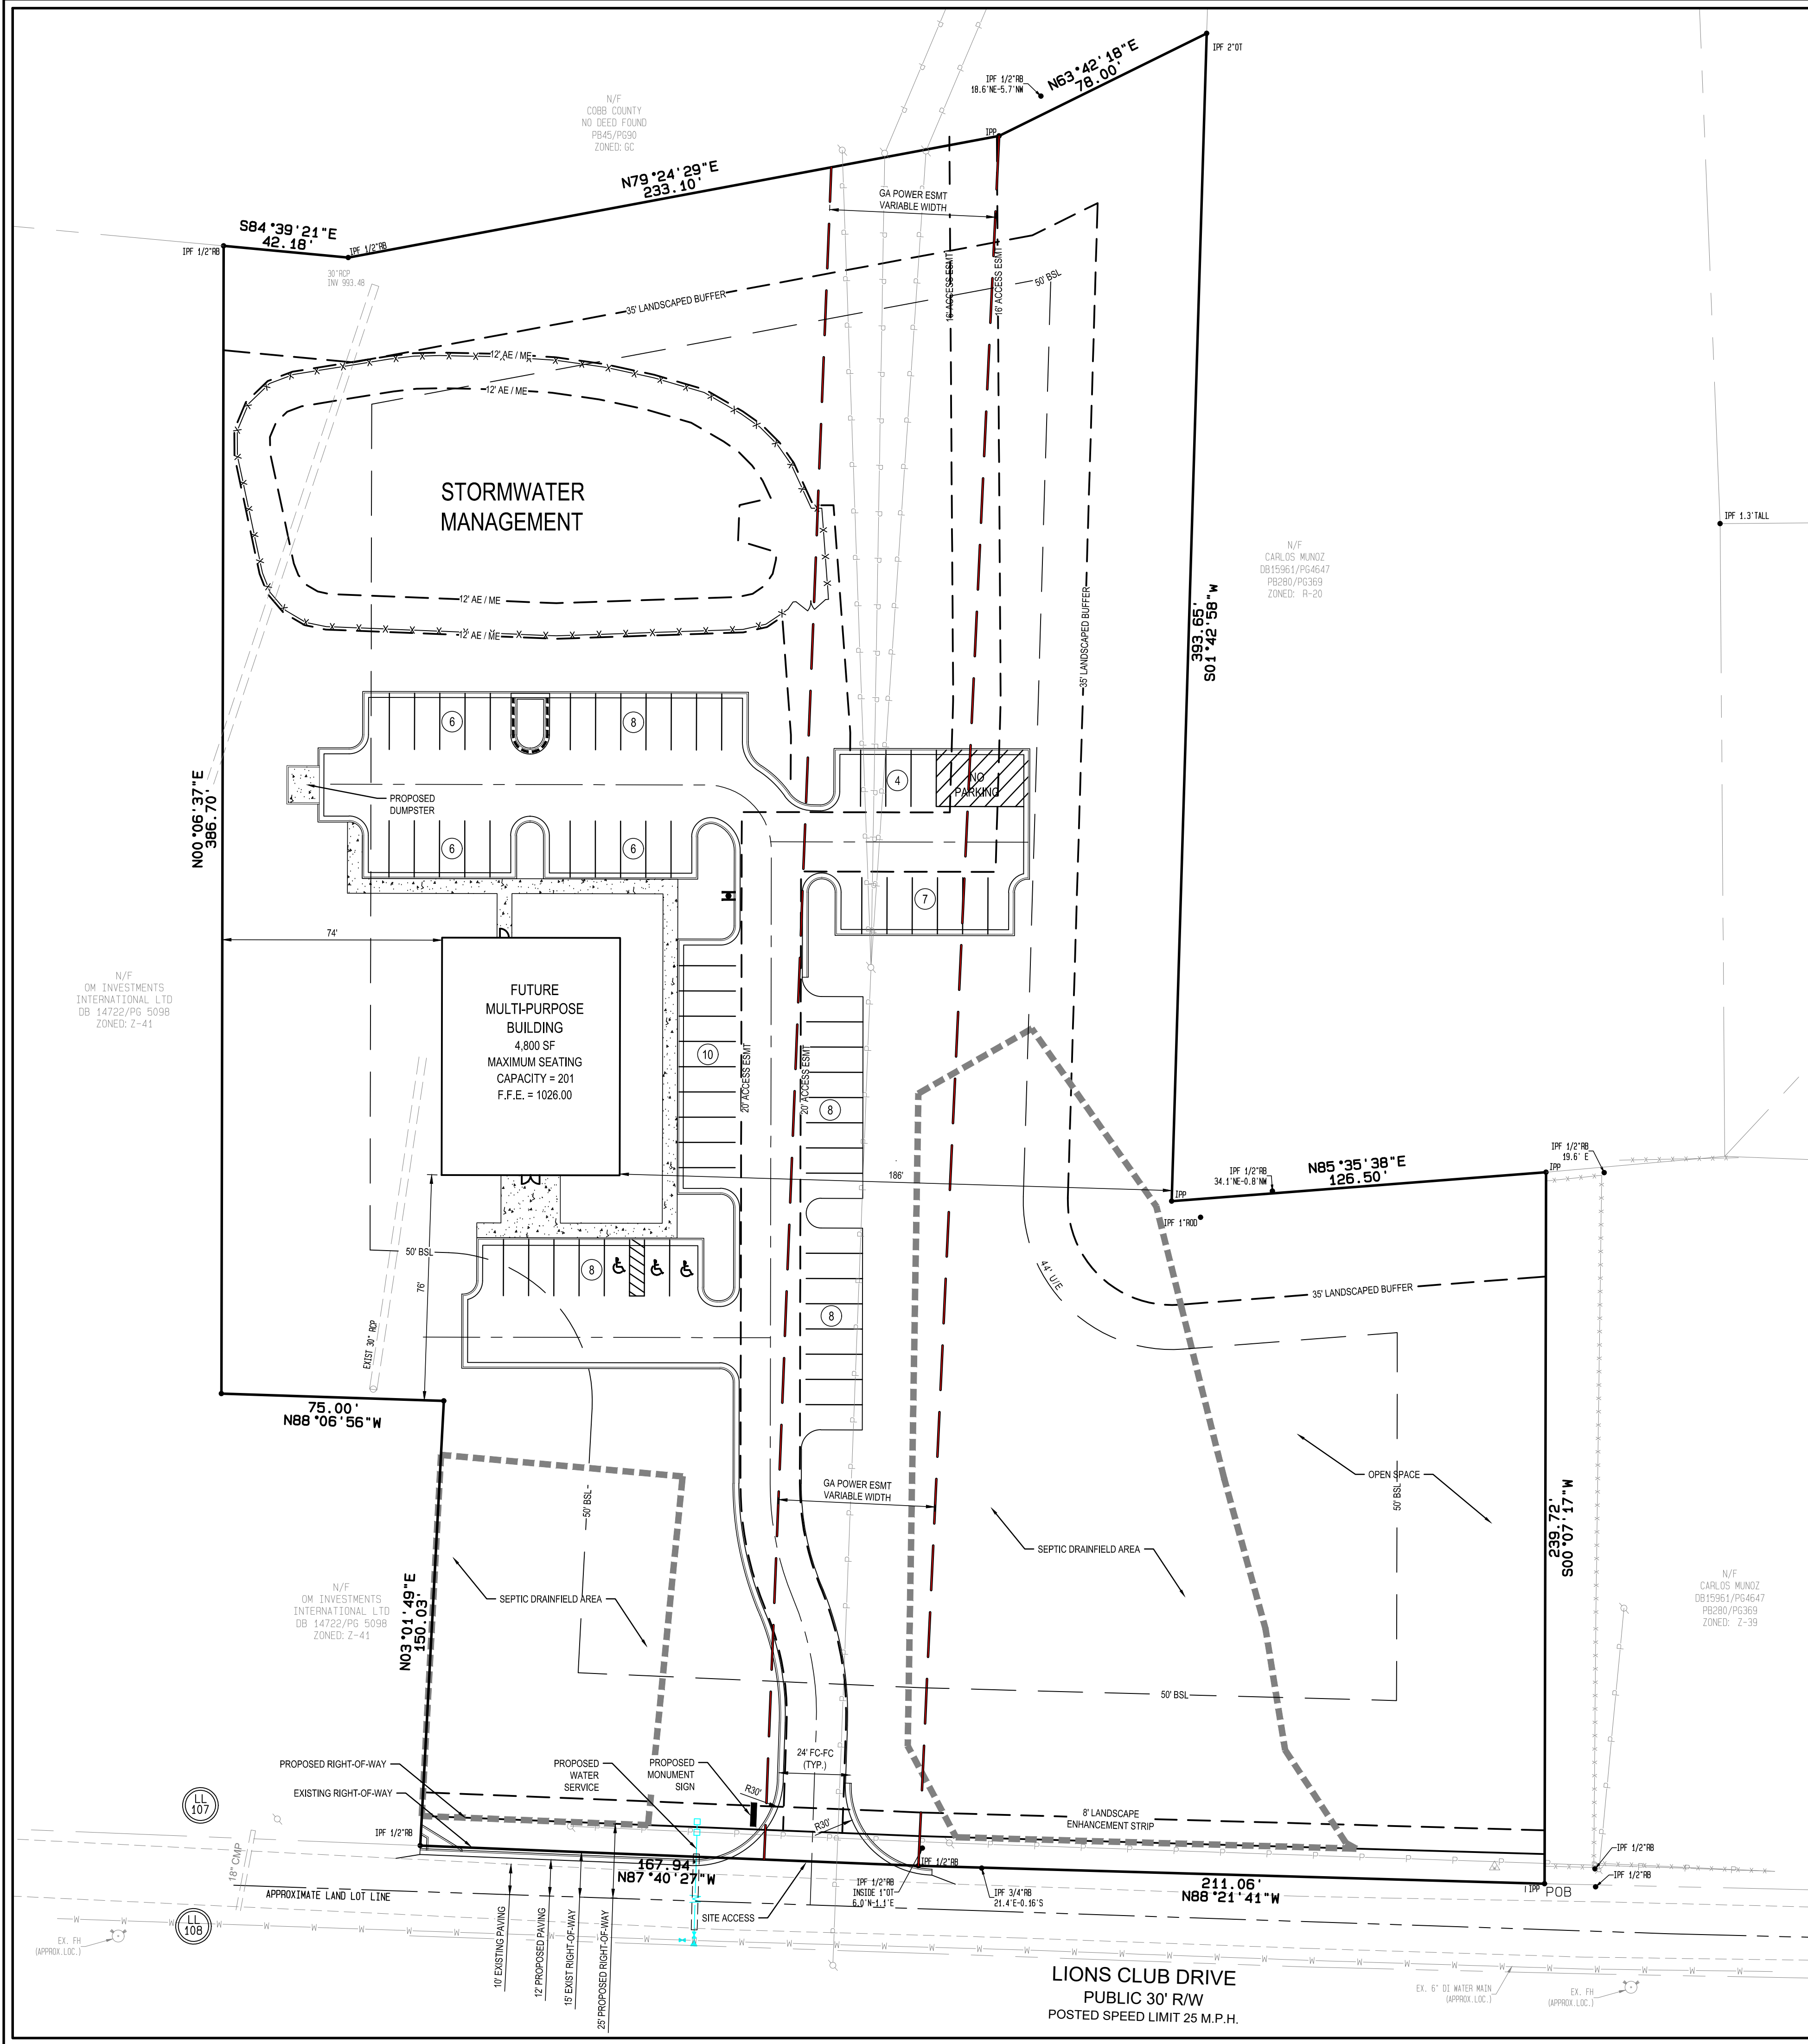 N63°42'18"E
78.00'
IPF 2"OT
IPF 1/2"RB
18.6'NE-5.7'NW
IPP
N/F
COBB COUNTY
NO DEED FOUND
PB45/PG90
ZONED: GC
N79°24'29"E
233.10'
GA POWER ESMT
VARIABLE WIDTH
S84°39'21"E
42.18'
IPF 1/2"RB
IPF 1/2"RB
30"RCP
INV 993.48
16' ACCESS ESMT
16' ACCESS ESMT
50' BSL
35' LANDSCAPED BUFFER
12' AE / ME
12' AE / ME
STORMWATER
MANAGEMENT
12' AE / ME
12' AE / ME
IPF 1.3'TALL
N/F
CARLOS MUNOZ
DB15961/PG4647
PB280/PG369
ZONED: R-20
35' LANDSCAPED BUFFER
393.65'
S01°42'58"W
6
8
4
NO
PARKING
PROPOSED
DUMPSTER
N00°06'37"E
386.70'
6
6
7
74'
N/F
OM INVESTMENTS
INTERNATIONAL LTD
DB 14722/PG 5098
ZONED: Z-41
FUTURE
MULTI-PURPOSE
BUILDING
4,800 SF
MAXIMUM SEATING
CAPACITY = 201
F.F.E. = 1026.00
10
20' ACCESS ESMT
20' ACCESS ESMT
8
186'
IPF 1/2"RB
34.1'NE-0.8'NW
N85°35'38"E
126.50'
IPF 1/2"RB
19.6' E
IPP
IPP
IPF 1"ROD
50' BSL
76'
8
44' U/E
35' LANDSCAPED BUFFER
8
EXIST 30" RCP
75.00'
N88°06'56"W
50' BSL
GA POWER ESMT
VARIABLE WIDTH
OPEN SPACE
50' BSL
SEPTIC DRAINFIELD AREA
239.72'
S00°07'17"W
N/F
OM INVESTMENTS
INTERNATIONAL LTD
DB 14722/PG 5098
ZONED: Z-41
N03°01'49"E
150.03'
SEPTIC DRAINFIELD AREA
N/F
CARLOS MUNOZ
DB15961/PG4647
PB280/PG369
ZONED: Z-39
50' BSL
PROPOSED RIGHT-OF-WAY
EXISTING RIGHT-OF-WAY
PROPOSED
WATER
SERVICE
PROPOSED
MONUMENT
SIGN
24' FC-FC
(TYP.)
R30'
R30'
8' LANDSCAPE
ENHANCEMENT STRIP
LL
107
IPF 1/2"RB
18" CMP
167.94'
N87°40'27"W
IPF 1/2"RB
IPF 1/2"RB
INSIDE 1"OT
6.0'N-1.1'E
IPF 3/4"RB
21.4'E-0.16'S
211.06'
N88°21'41"W
IPF 1/2"RB
IPF 1/2"RB
IPP
POB
APPROXIMATE LAND LOT LINE
LL
108
SITE ACCESS
EX. FH
(APPROX.LOC.)
10' EXISTING PAVING
12' PROPOSED PAVING
15' EXIST RIGHT-OF-WAY
25' PROPOSED RIGHT-OF-WAY
LIONS CLUB DRIVE
PUBLIC 30' R/W
POSTED SPEED LIMIT 25 M.P.H.
EX. 6" DI WATER MAIN
(APPROX.LOC.)
EX. FH
(APPROX.LOC.)